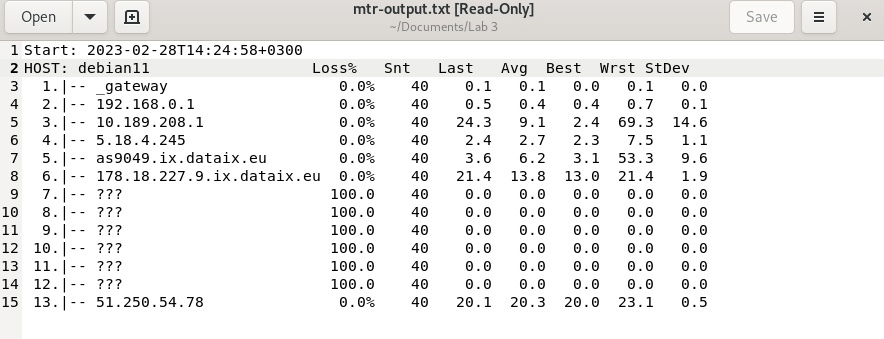 Open mtr-output.txt [Read-Only] Save
~/Documents/Lab 3
1 Start: 2023-02-28T14:24:58+0300
2 HOST: debian11 Loss% Snt Last Avg Best Wrst StDev
3 1.|-- _gateway 0.0% 40 0.1 0.1 0.0 0.1 0.0
4 2.|-- 192.168.0.1 0.0% 40 0.5 0.4 0.4 0.7 0.1
5 3.|-- 10.189.208.1 0.0% 40 24.3 9.1 2.4 69.3 14.6
6 4.|-- 5.18.4.245 0.0% 40 2.4 2.7 2.3 7.5 1.1
7 5.|-- as9049.ix.dataix.eu 0.0% 40 3.6 6.2 3.1 53.3 9.6
8 6.|-- 178.18.227.9.ix.dataix.eu 0.0% 40 21.4 13.8 13.0 21.4 1.9
9 7.|-- ??? 100.0 40 0.0 0.0 0.0 0.0 0.0
10 8.|-- ??? 100.0 40 0.0 0.0 0.0 0.0 0.0
11 9.|-- ??? 100.0 40 0.0 0.0 0.0 0.0 0.0
12 10.|-- ??? 100.0 40 0.0 0.0 0.0 0.0 0.0
13 11.|-- ??? 100.0 40 0.0 0.0 0.0 0.0 0.0
14 12.|-- ??? 100.0 40 0.0 0.0 0.0 0.0 0.0
15 13.|-- 51.250.54.78 0.0% 40 20.1 20.3 20.0 23.1 0.5